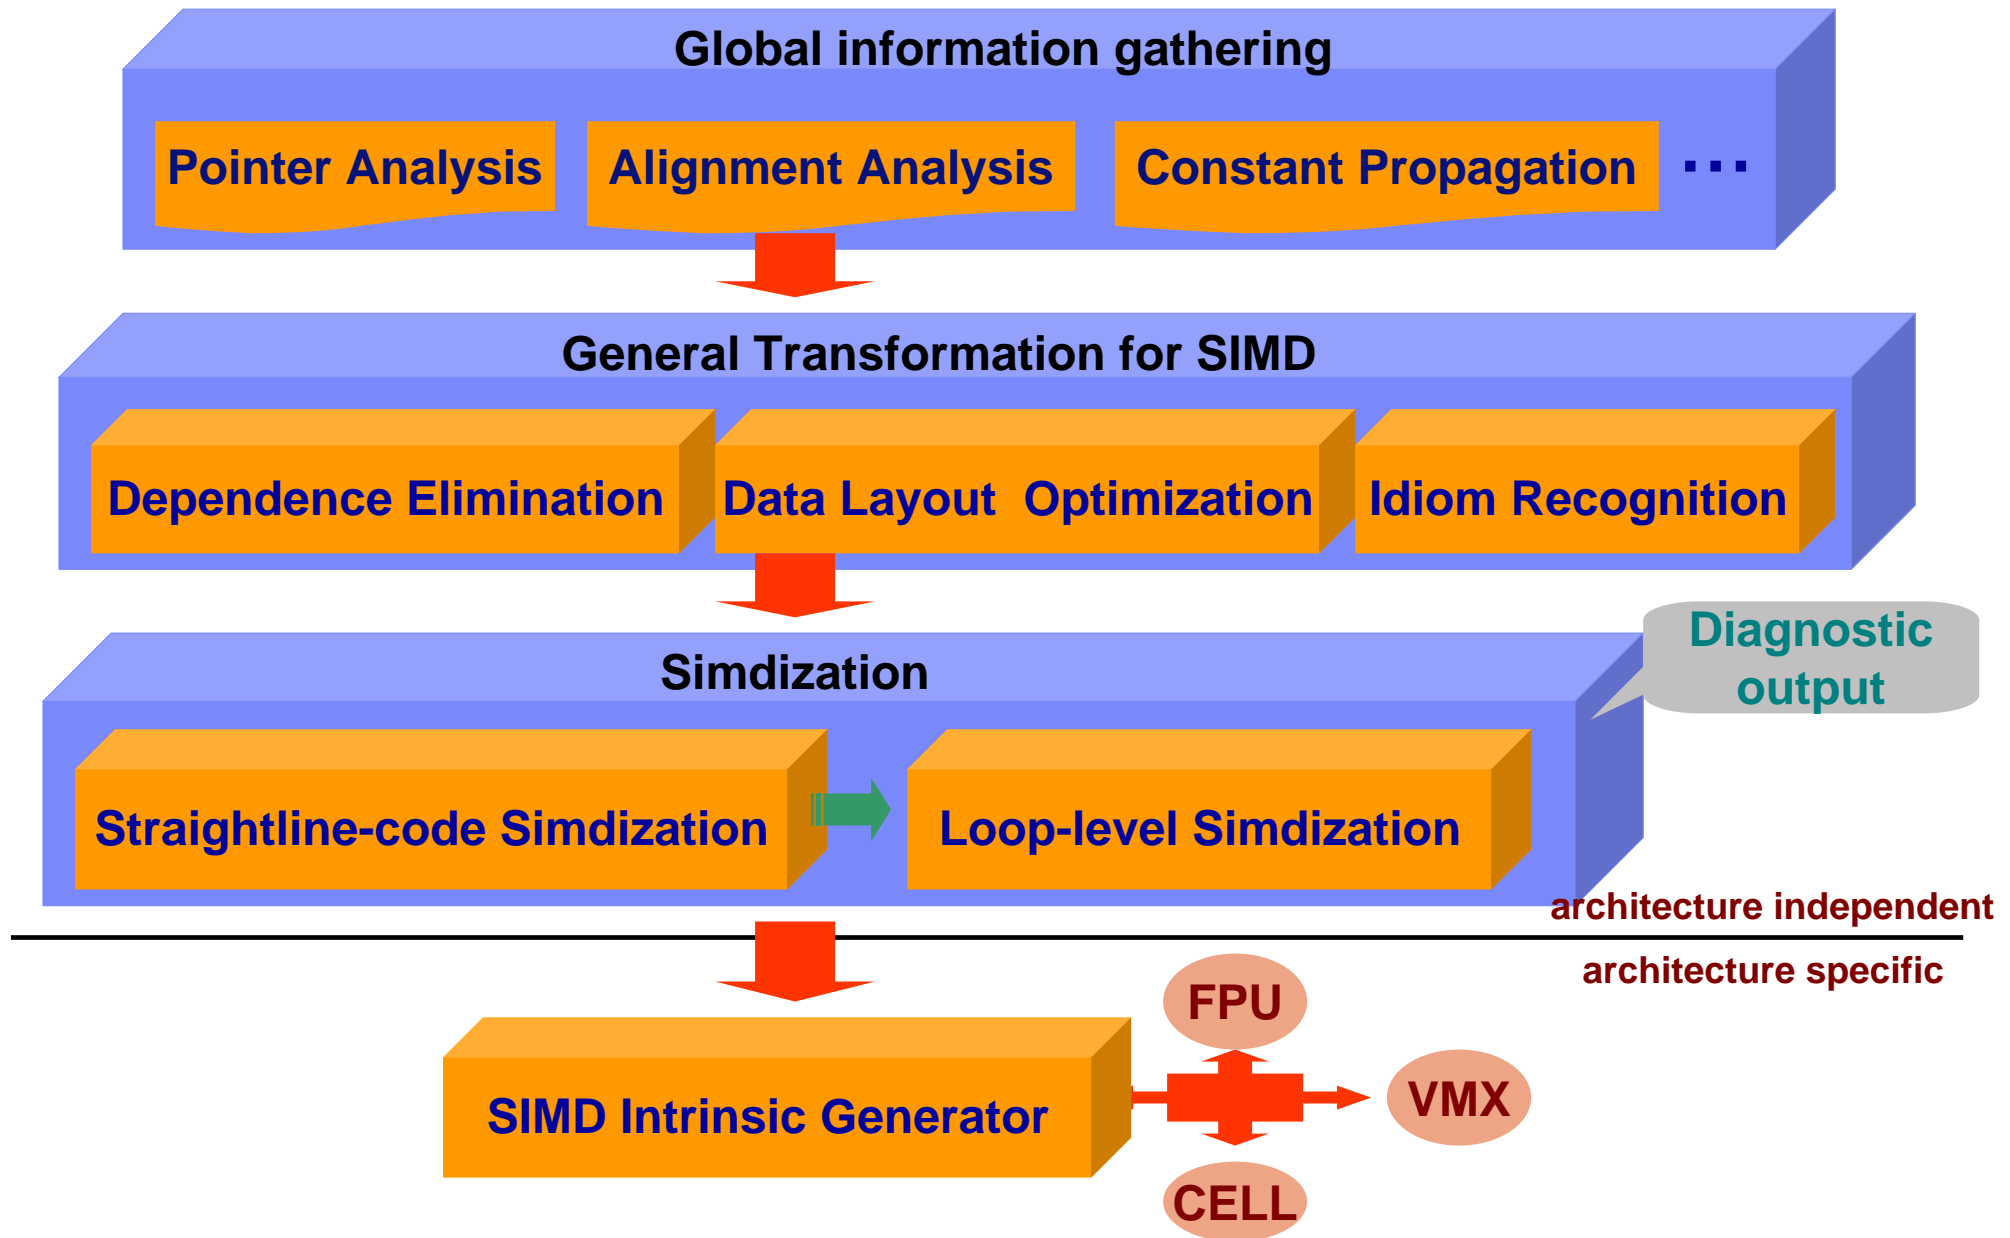 Global information gathering
Pointer Analysis
Alignment Analysis
Constant Propagation
...
General Transformation for SIMD
Dependence Elimination
Data Layout Optimization
Idiom Recognition
Diagnostic
output
Simdization
Straightline-code Simdization
Loop-level Simdization
architecture independent
architecture specific
FPU
VMX
SIMD Intrinsic Generator
CELL